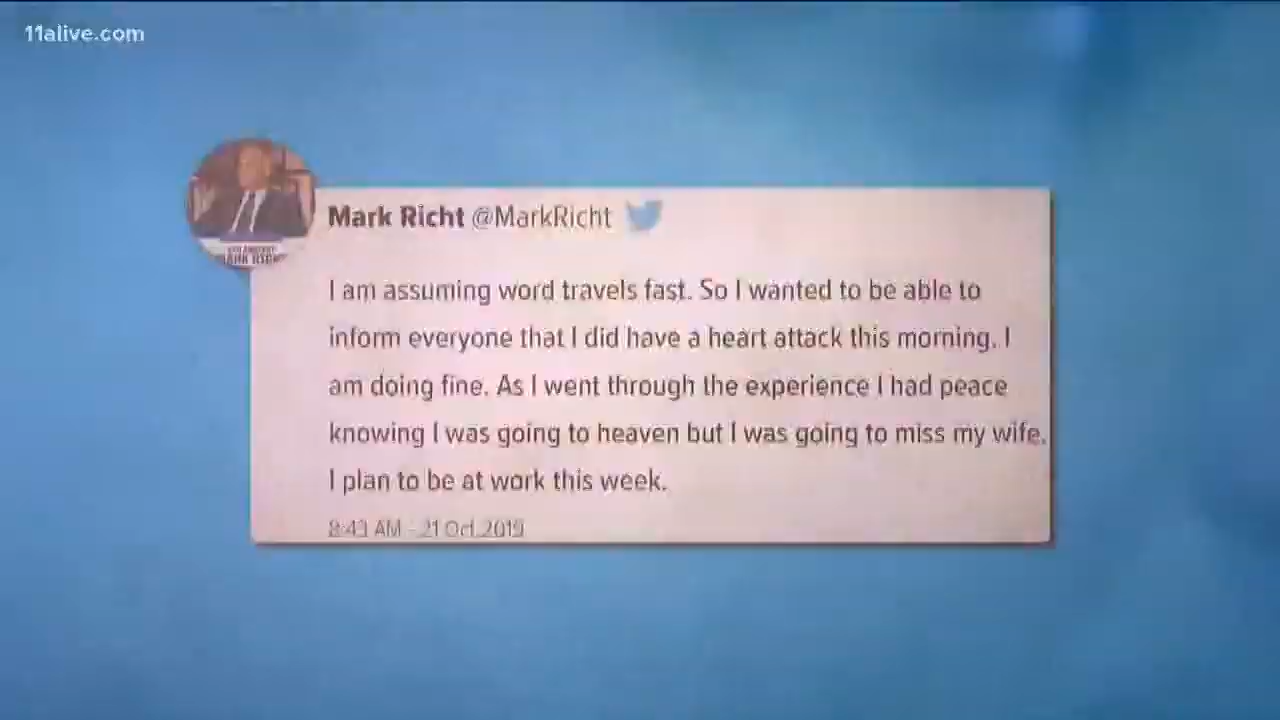 11alive.com
Mark Richt @MarkRicht
I am assuming word travels fast. So I wanted to be able to
inform everyone that I did have a heart attack this morning. I
am doing fine. As I went through the experience I had peace
knowing I was going to heaven but I was going to miss my wife.
I plan to be at work this week.
8:43 AM - 21 Oct 2019